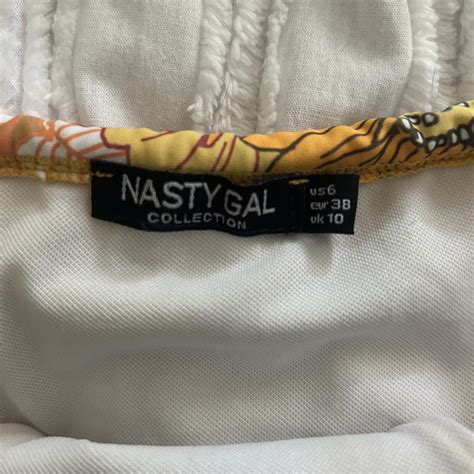 NASTY GAL
COLLECTION
us 6
eur 38
uk 10